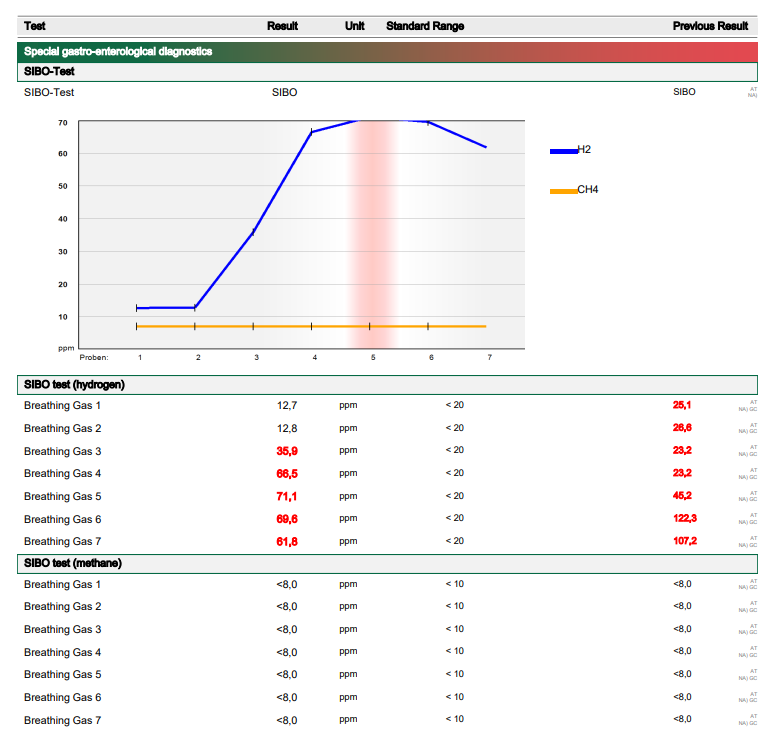 Test Result Unit Standard Range Previous Result
Special gastro-enterological diagnostics
SIBO-Test
SIBO-Test SIBO SIBO AT NA)
70
60
50
40
30
20
10
ppm
Proben: 1 2 3 4 5 6 7
H2
CH4
SIBO test (hydrogen)
Breathing Gas 1 12,7 ppm < 20 25,1 AT NA) GC
Breathing Gas 2 12,8 ppm < 20 26,6 AT NA) GC
Breathing Gas 3 35,9 ppm < 20 23,2 AT NA) GC
Breathing Gas 4 66,5 ppm < 20 23,2 AT NA) GC
Breathing Gas 5 71,1 ppm < 20 45,2 AT NA) GC
Breathing Gas 6 69,6 ppm < 20 122,3 AT NA) GC
Breathing Gas 7 61,8 ppm < 20 107,2 AT NA) GC
SIBO test (methane)
Breathing Gas 1 <8,0 ppm < 10 <8,0 AT NA) GC
Breathing Gas 2 <8,0 ppm < 10 <8,0 AT NA) GC
Breathing Gas 3 <8,0 ppm < 10 <8,0 AT NA) GC
Breathing Gas 4 <8,0 ppm < 10 <8,0 AT NA) GC
Breathing Gas 5 <8,0 ppm < 10 <8,0 AT NA) GC
Breathing Gas 6 <8,0 ppm < 10 <8,0 AT NA) GC
Breathing Gas 7 <8,0 ppm < 10 <8,0 AT NA) GC